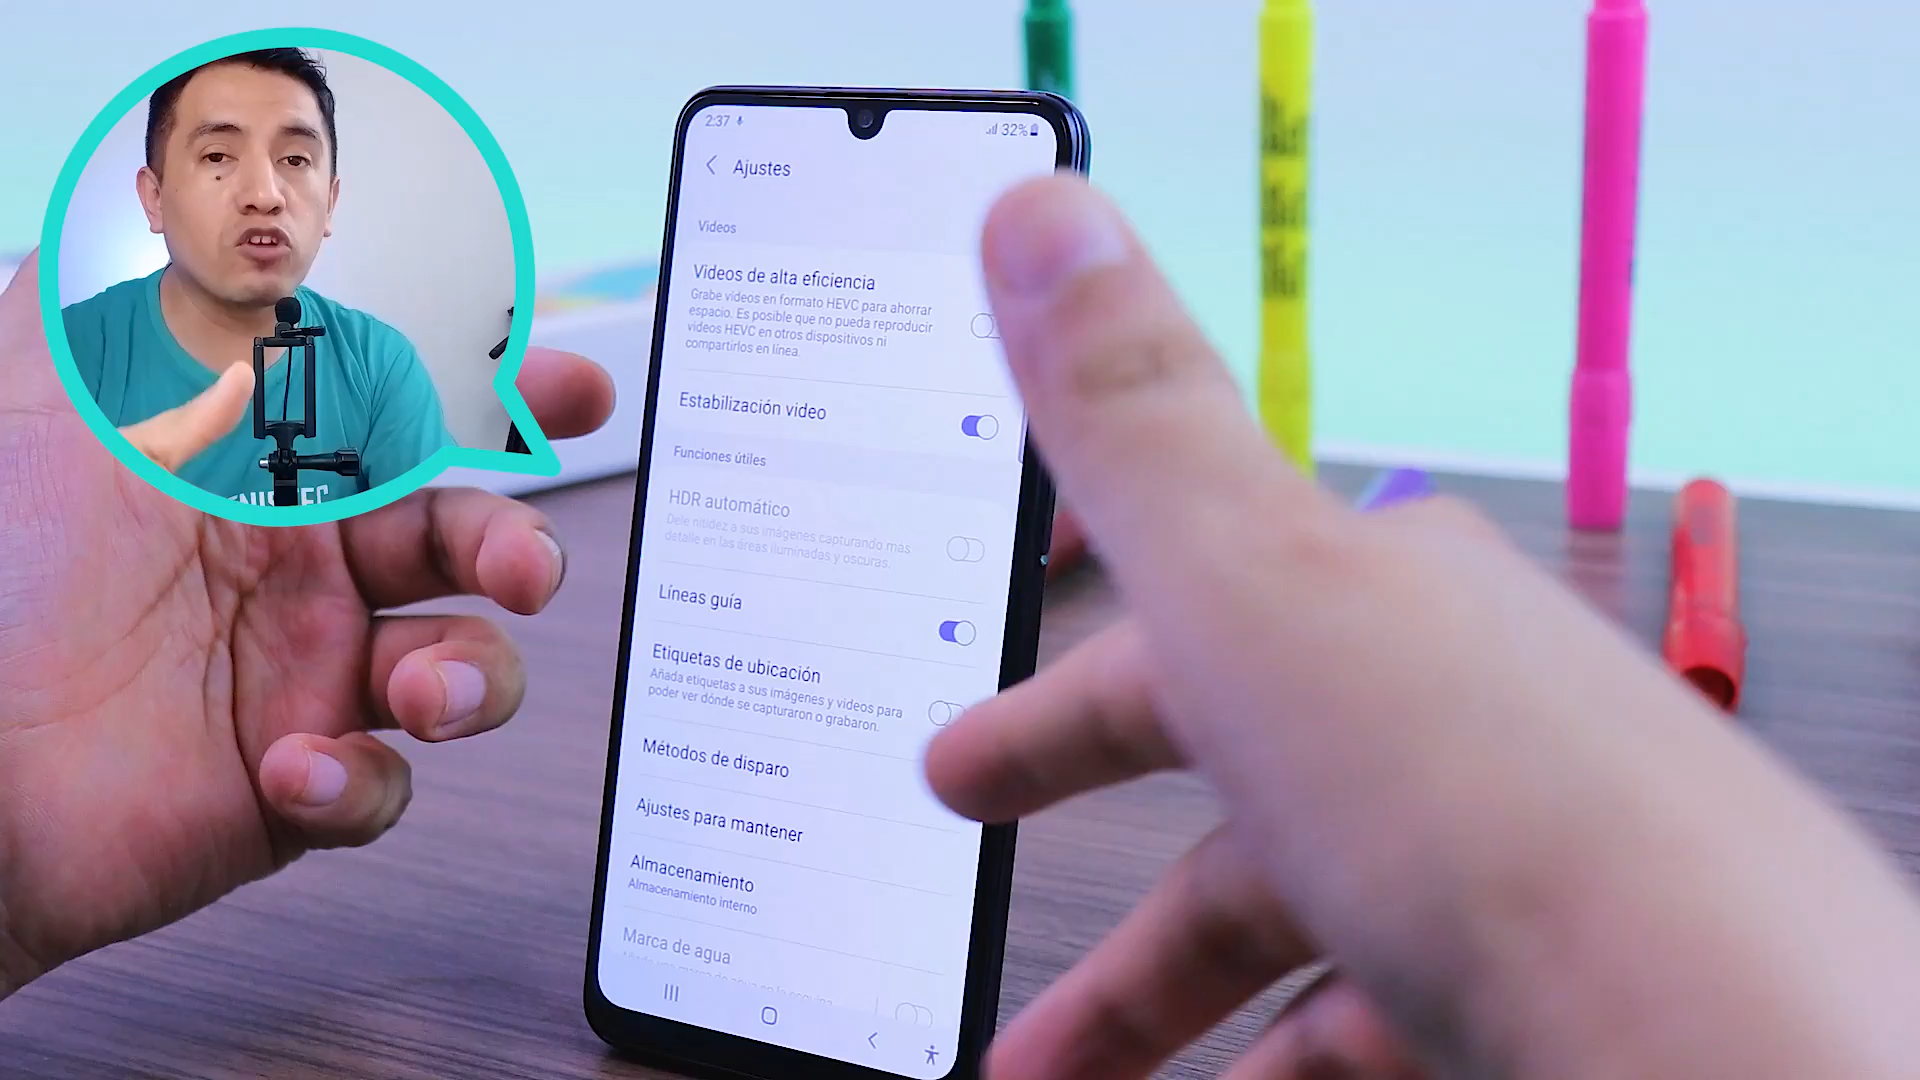 2:37
32%
Ajustes
Videos
Videos de alta eficiencia
Grabe videos en formato HEVC para ahorrar
espacio. Es posible que no pueda reproducir
videos HEVC en otros dispositivos ni
compartirlos en línea.
Estabilización video
Funciones útiles
HDR automático
Dele nitidez a sus imágenes capturando mas
detalle en las áreas iluminadas y oscuras.
Líneas guía
Etiquetas de ubicación
Añada etiquetas a sus imágenes y videos para
poder ver dónde se capturaron o grabaron.
Métodos de disparo
Ajustes para mantener
Almacenamiento
Almacenamiento interno
Marca de agua